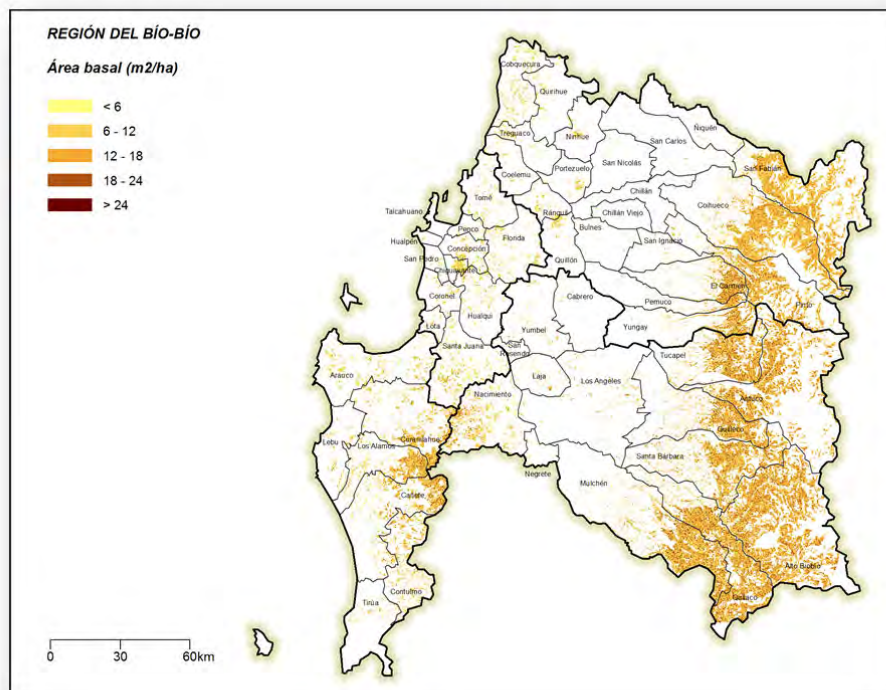 REGIÓN DEL BÍO-BÍO
Área basal (m2/ha)
< 6
6 - 12
12 - 18
18 - 24
> 24
Cobquecura
Quirihue
Ñiquén
Treguaco
Ninhue
San Carlos
San Fabián
Portezuelo
San Nicolás
Coelemu
Chillán
Tomé
Coihueco
Talcahuano
Ránquil
Chillán Viejo
Penco
Bulnes
Hualpén
Florida
San Ignacio
Concepción
San Pedro
Quillón
Chiguayante
El Carmen
Coronel
Cabrero
Pemuco
Pinto
Hualqui
Lota
Yumbel
Yungay
Santa Juana
San Rosendo
Tucapel
Arauco
Laja
Los Angeles
Nacimiento
Antuco
Quilleco
Curanilahue
Lebu
Los Alamos
Santa Bárbara
Negrete
Mulchén
Cañete
Alto Biobío
Contulmo
Quilaco
Tirúa
0 30 60km